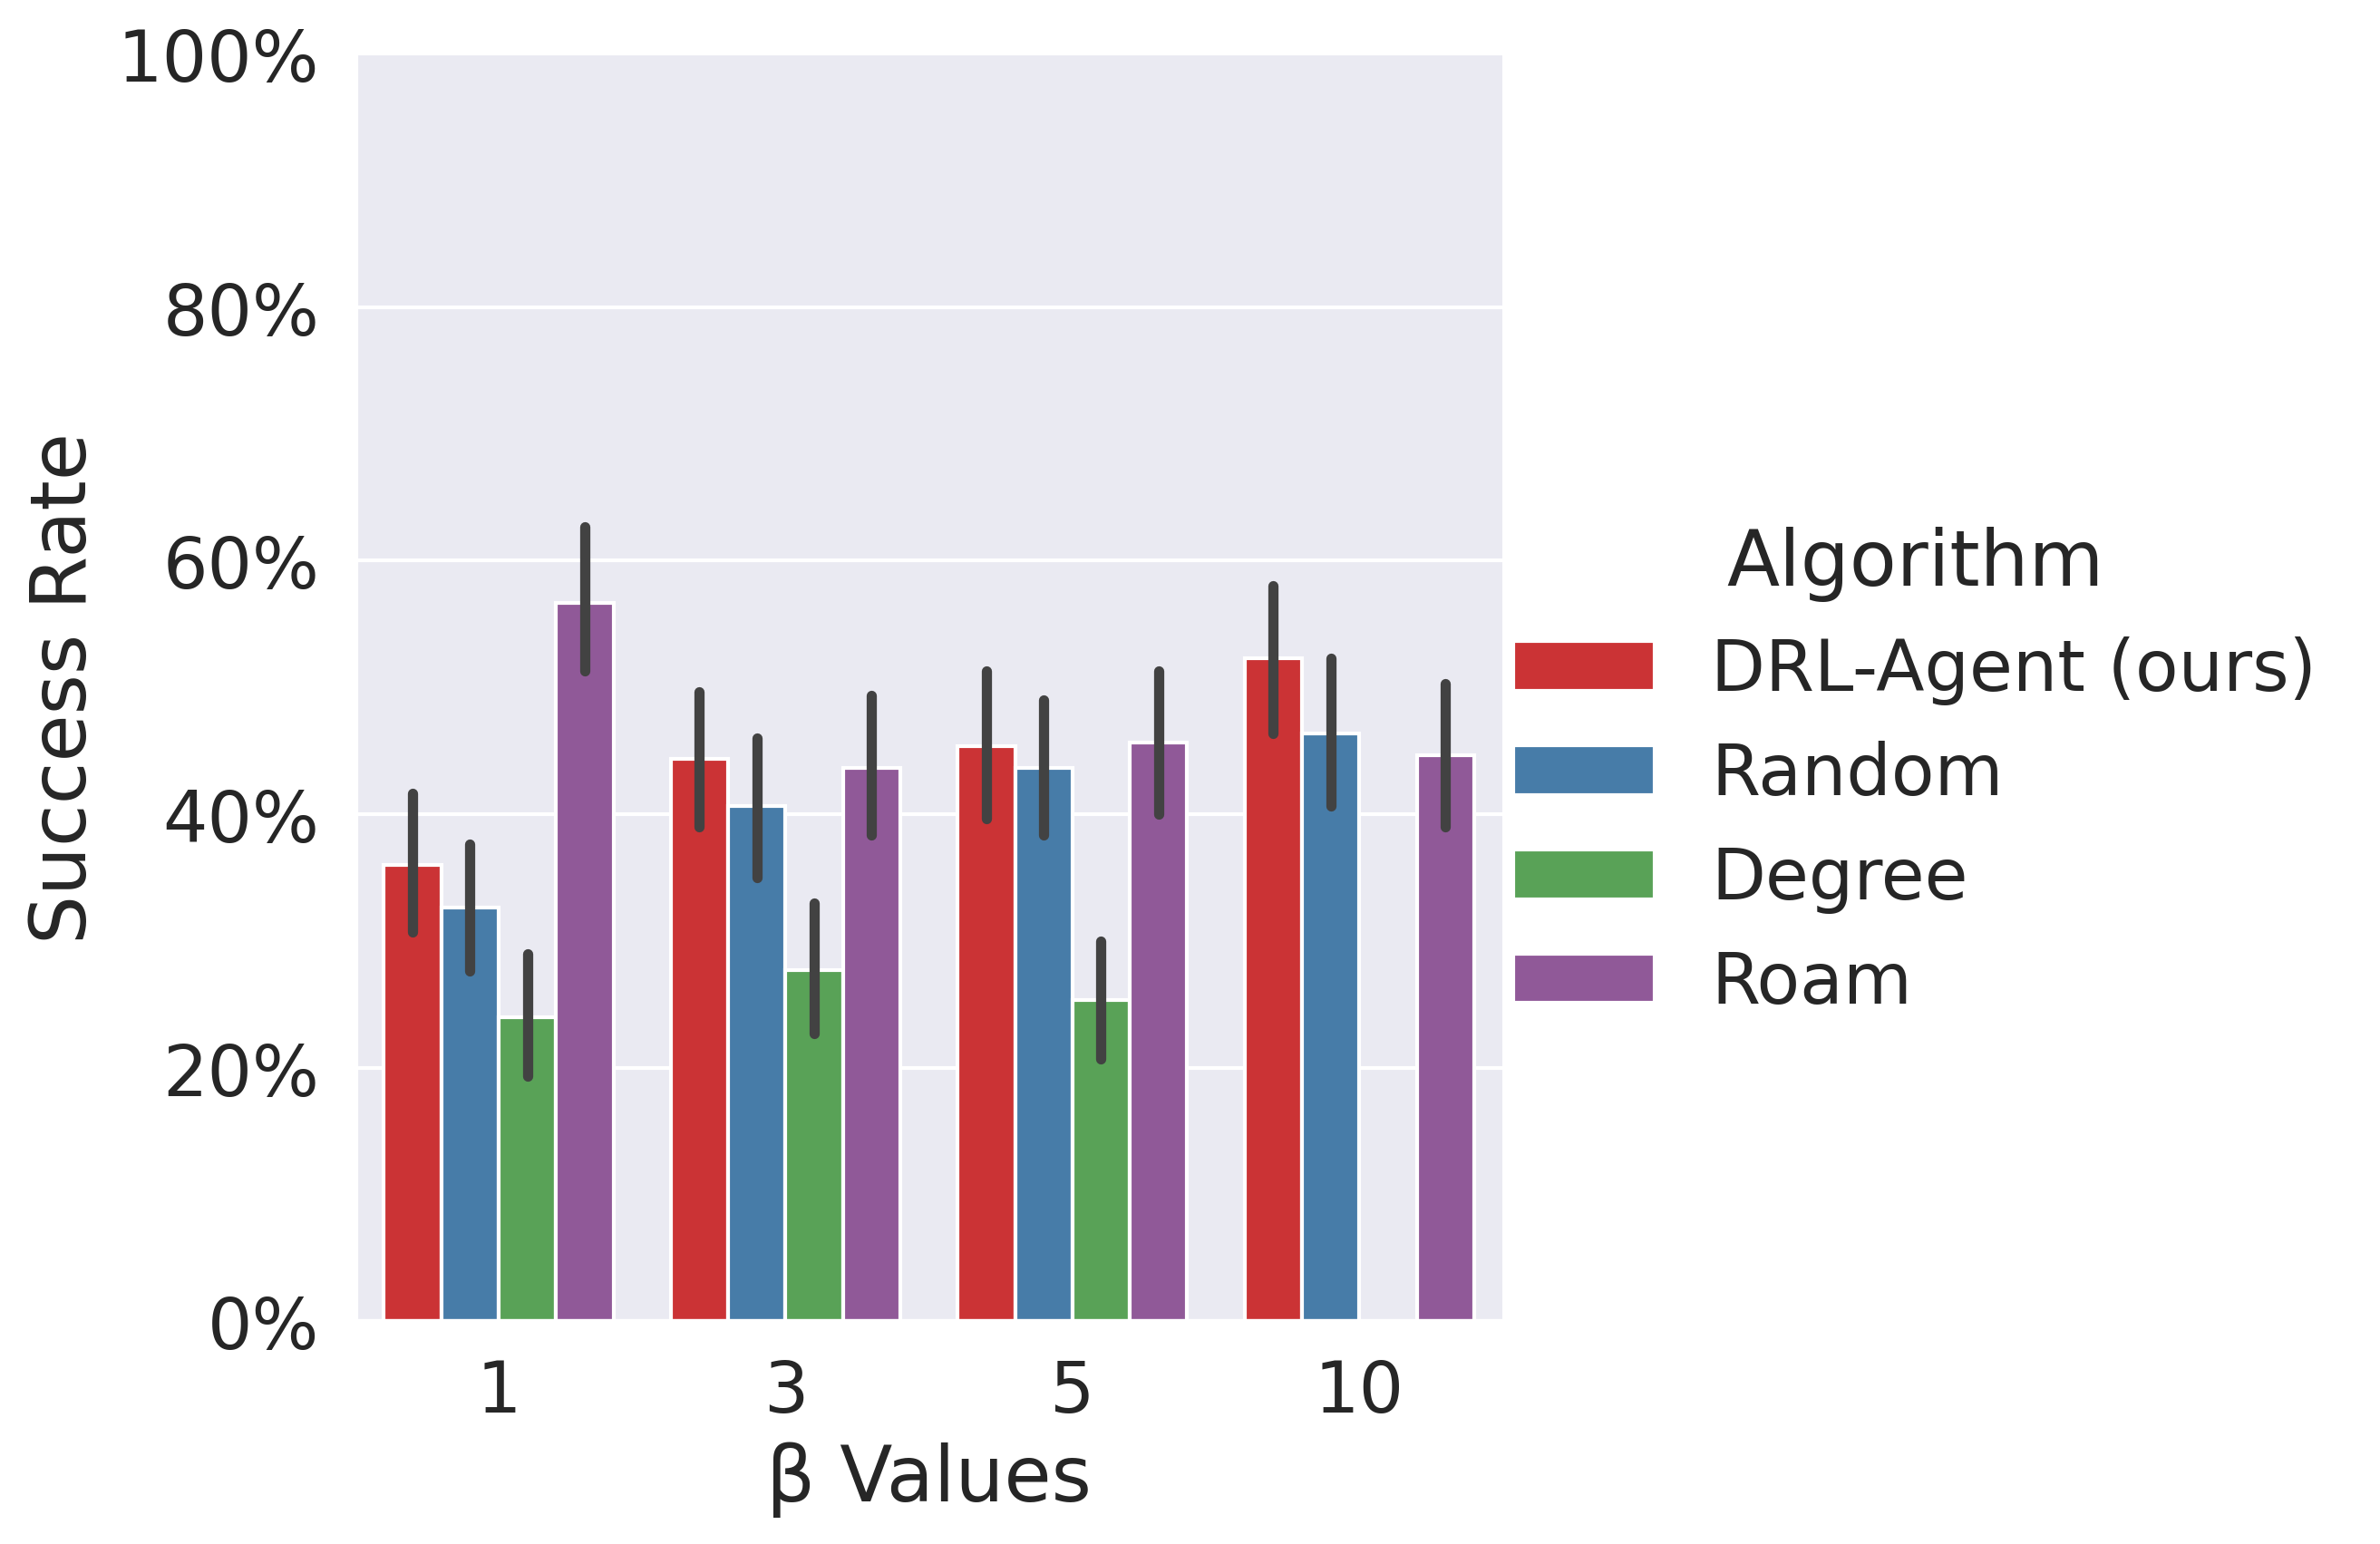 100%
80%
60%
40%
20%
0%
Success Rate
1 3 5 10
β Values
Algorithm
DRL-Agent (ours)
Random
Degree
Roam